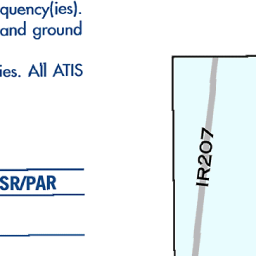 quency(ies).
and ground
ies. All ATIS
SR/PAR
IR207